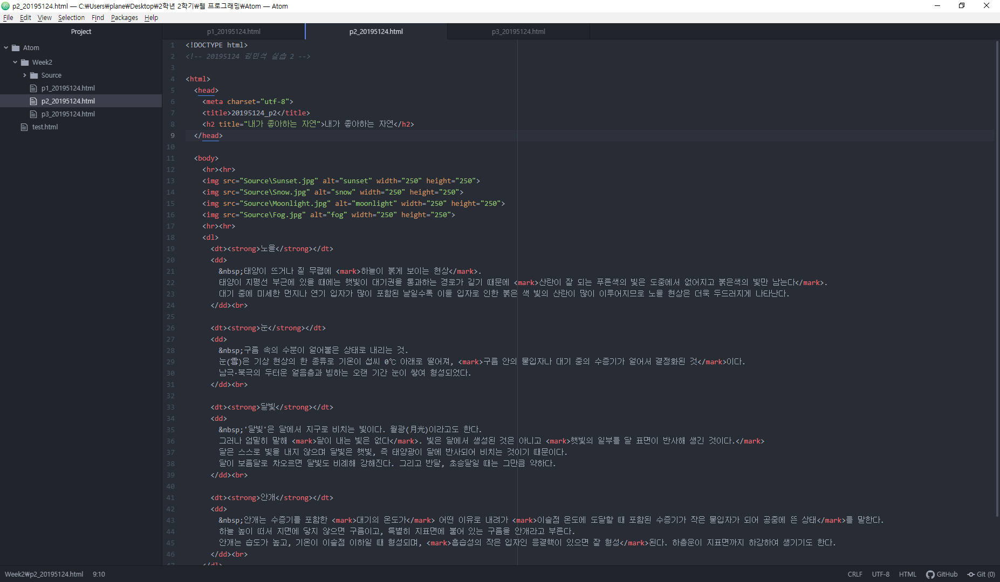 p2_20195124.html — C:₩Users₩plane₩Desktop₩2학년 2학기₩웹 프로그래밍₩Atom — Atom
File Edit View Selection Find Packages Help
Project
p1_20195124.html p2_20195124.html p3_20195124.html
Atom
Week2
Source
p1_20195124.html
p2_20195124.html
p3_20195124.html
test.html
1 <!DOCTYPE html>
2 <!-- 20195124 김민석 실습 2 -->
3
4 <html>
5 <head>
6 <meta charset="utf-8">
7 <title>20195124_p2</title>
8 <h2 title="내가 좋아하는 자연">내가 좋아하는 자연</h2>
9 </head>
10
11 <body>
12 <hr><hr>
13 <img src="Source\Sunset.jpg" alt="sunset" width="250" height="250">
14 <img src="Source\Snow.jpg" alt="snow" width="250" height="250">
15 <img src="Source\Moonlight.jpg" alt="moonlight" width="250" height="250">
16 <img src="Source\Fog.jpg" alt="fog" width="250" height="250">
17 <hr><hr>
18 <dl>
19 <dt><strong>노을</strong></dt>
20 <dd>
21 &nbsp;태양이 뜨거나 질 무렵에 <mark>하늘이 붉게 보이는 현상</mark>.
22 태양이 지평선 부근에 있을 때에는 햇빛이 대기권을 통과하는 경로가 길기 때문에 <mark>산란이 잘 되는 푸른색의 빛은 도중에서 없어지고 붉은색의 빛만 남는다</mark>.
23 대기 중에 미세한 먼지나 연기 입자가 많이 포함된 날일수록 이들 입자로 인한 붉은 색 빛의 산란이 많이 이루어지므로 노을 현상은 더욱 두드러지게 나타난다.
24 </dd><br>
25
26 <dt><strong>눈</strong></dt>
27 <dd>
28 &nbsp;구름 속의 수분이 얼어붙은 상태로 내리는 것.
29 눈(雪)은 기상 현상의 한 종류로 기온이 섭씨 0℃ 아래로 떨어져, <mark>구름 안의 물입자나 대기 중의 수증기가 얼어서 결정화된 것</mark>이다.
30 남극·북극의 두터운 얼음층과 빙하는 오랜 기간 눈이 쌓여 형성되었다.
31 </dd><br>
32
33 <dt><strong>달빛</strong></dt>
34 <dd>
35 &nbsp;'달빛'은 달에서 지구로 비치는 빛이다. 월광(月光)이라고도 한다.
36 그러나 엄밀히 말해 <mark>달이 내는 빛은 없다</mark>. 빛은 달에서 생성된 것은 아니고 <mark>햇빛의 일부를 달 표면이 반사해 생긴 것이다.</mark>
37 달은 스스로 빛을 내지 않으며 달빛은 햇빛, 즉 태양광이 달에 반사되어 비치는 것이기 때문이다.
38 달이 보름달로 차오르면 달빛도 비례해 강해진다. 그리고 반달, 초승달일 때는 그만큼 약하다.
39 </dd><br>
40
41 <dt><strong>안개</strong></dt>
42 <dd>
43 &nbsp;안개는 수증기를 포함한 <mark>대기의 온도가</mark> 어떤 이유로 내려가 <mark>이슬점 온도에 도달할 때 포함된 수증기가 작은 물입자가 되어 공중에 뜬 상태</mark>를 말한다.
44 하늘 높이 떠서 지면에 닿지 않으면 구름이고, 특별히 지표면에 붙어 있는 구름을 안개라고 부른다.
45 안개는 습도가 높고, 기온이 이슬점 이하일 때 형성되며, <mark>흡습성의 작은 입자인 응결핵이 있으면 잘 형성</mark>된다. 하층운이 지표면까지 하강하여 생기기도 한다.
46 </dd><br>
47 </dl>
Week2₩p2_20195124.html 9:10 CRLF UTF-8 HTML GitHub Git (0)